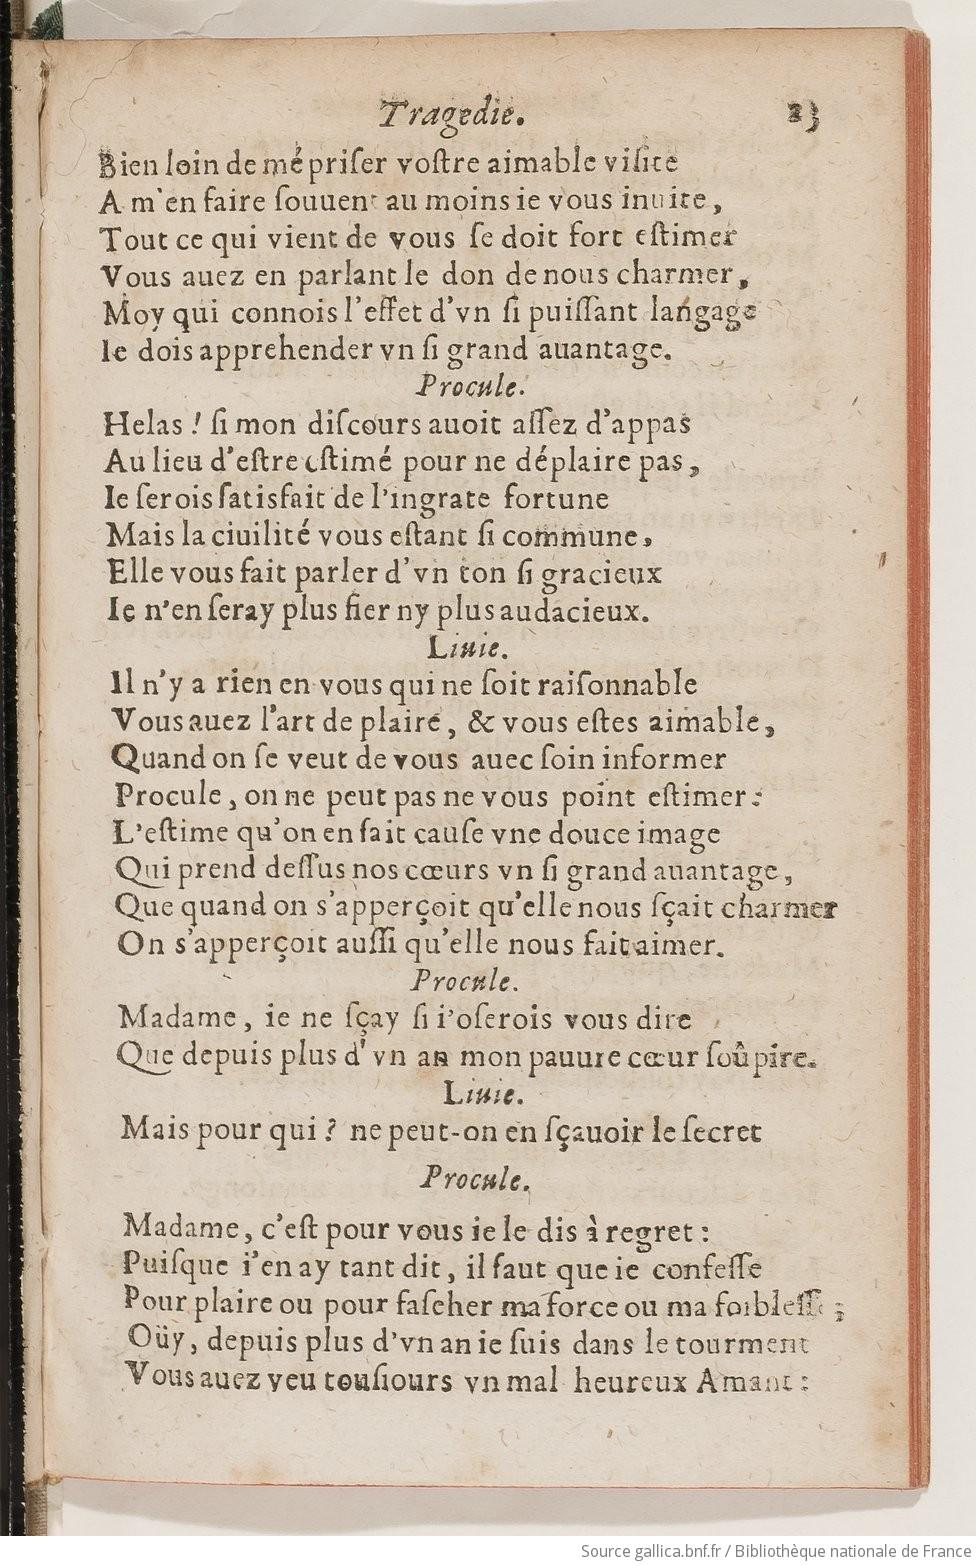 Tragedie. 23
Bien loin de mépriſer voſtre aimable viſite
A m'en faire ſouuent au moins ie vous inuite,
Tout ce qui vient de vous ſe doit fort eſtimer
Vous auez en parlant le don de nous charmer,
Moy qui connois l'effet d'vn ſi puiſſant langage
Ie dois apprehender vn ſi grand auantage.
Procule.
Helas ! ſi mon diſcours auoit aſſez d'appas
Au lieu d'eſtre eſtimé pour ne déplaire pas,
Ie ſerois ſatisfait de l'ingrate fortune
Mais la ciuilité vous eſtant ſi commune,
Elle vous fait parler d'vn ton ſi gracieux
Ie n'en ſeray plus fier ny plus audacieux.
Liuie.
Il n'y a rien en vous qui ne ſoit raiſonnable
Vous auez l'art de plaire, & vous eſtes aimable,
Quand on ſe veut de vous auec ſoin informer
Procule, on ne peut pas ne vous point eſtimer:
L'eſtime qu'on en fait cauſe vne douce image
Qui prend deſſus nos cœurs vn ſi grand auantage,
Que quand on s'apperçoit qu'elle nous ſçait charmer
On s'apperçoit auſſi qu'elle nous fait aimer.
Procule.
Madame, ie ne ſçay ſi i'oſerois vous dire
Que depuis plus d'vn an mon pauure cœur ſoûpire.
Liuie.
Mais pour qui ? ne peut-on en ſçauoir le ſecret
Procule.
Madame, c'eſt pour vous ie le dis à regret :
Puiſque i'en ay tant dit, il faut que ie confeſſe
Pour plaire ou pour faſcher ma force ou ma foibleſſe ;
Oüy, depuis plus d'vn an ie ſuis dans le tourment
Vous auez veu touſiours vn mal heureux Amant :
Source gallica.bnf.fr / Bibliothèque nationale de France